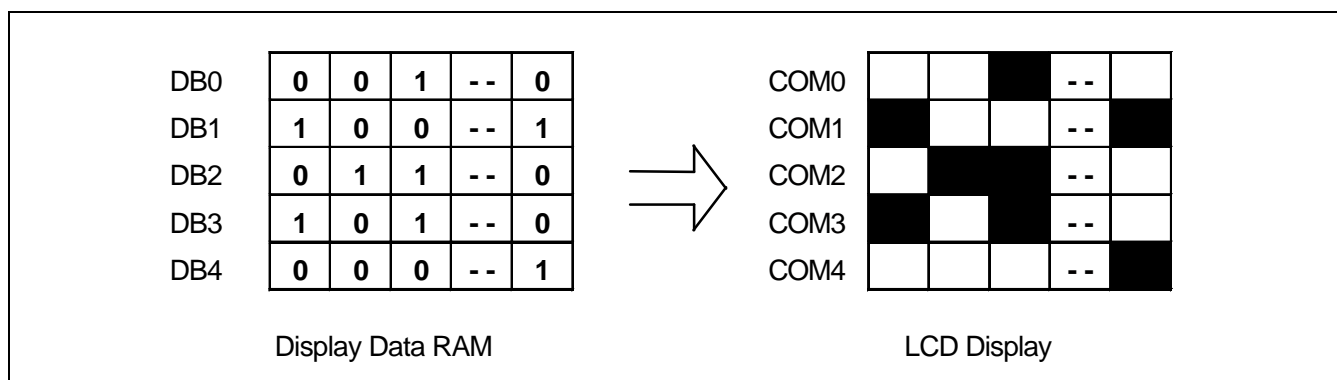 DB0 0 0 1 - - 0 COM0 - -
DB1 1 0 0 - - 1 COM1 - -
DB2 0 1 1 - - 0 COM2 - -
DB3 1 0 1 - - 0 COM3 - -
DB4 0 0 0 - - 1 COM4 - -
Display Data RAM LCD Display